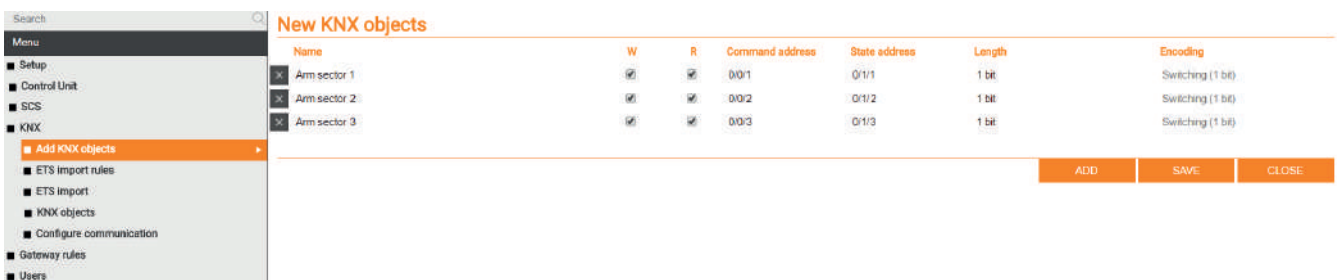 Search
Menu
Setup
Control Unit
SCS
KNX
Add KNX objects
ETS import rules
ETS import
KNX objects
Configure communication
Gateway rules
Users
New KNX objects
Name W R Command address State address Length Encoding
Arm sector 1 0/0/1 0/1/1 1 bit Switching (1 bit)
Arm sector 2 0/0/2 0/1/2 1 bit Switching (1 bit)
Arm sector 3 0/0/3 0/1/3 1 bit Switching (1 bit)
ADD SAVE CLOSE